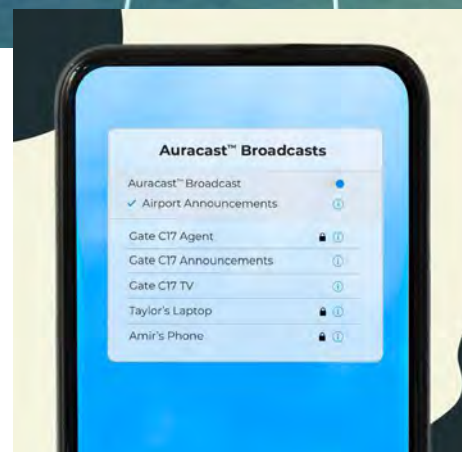 Auracast™ Broadcasts
Auracast™ Broadcast
Airport Announcements
Gate C17 Agent
Gate C17 Announcements
Gate C17 TV
Taylor's Laptop
Amir's Phone